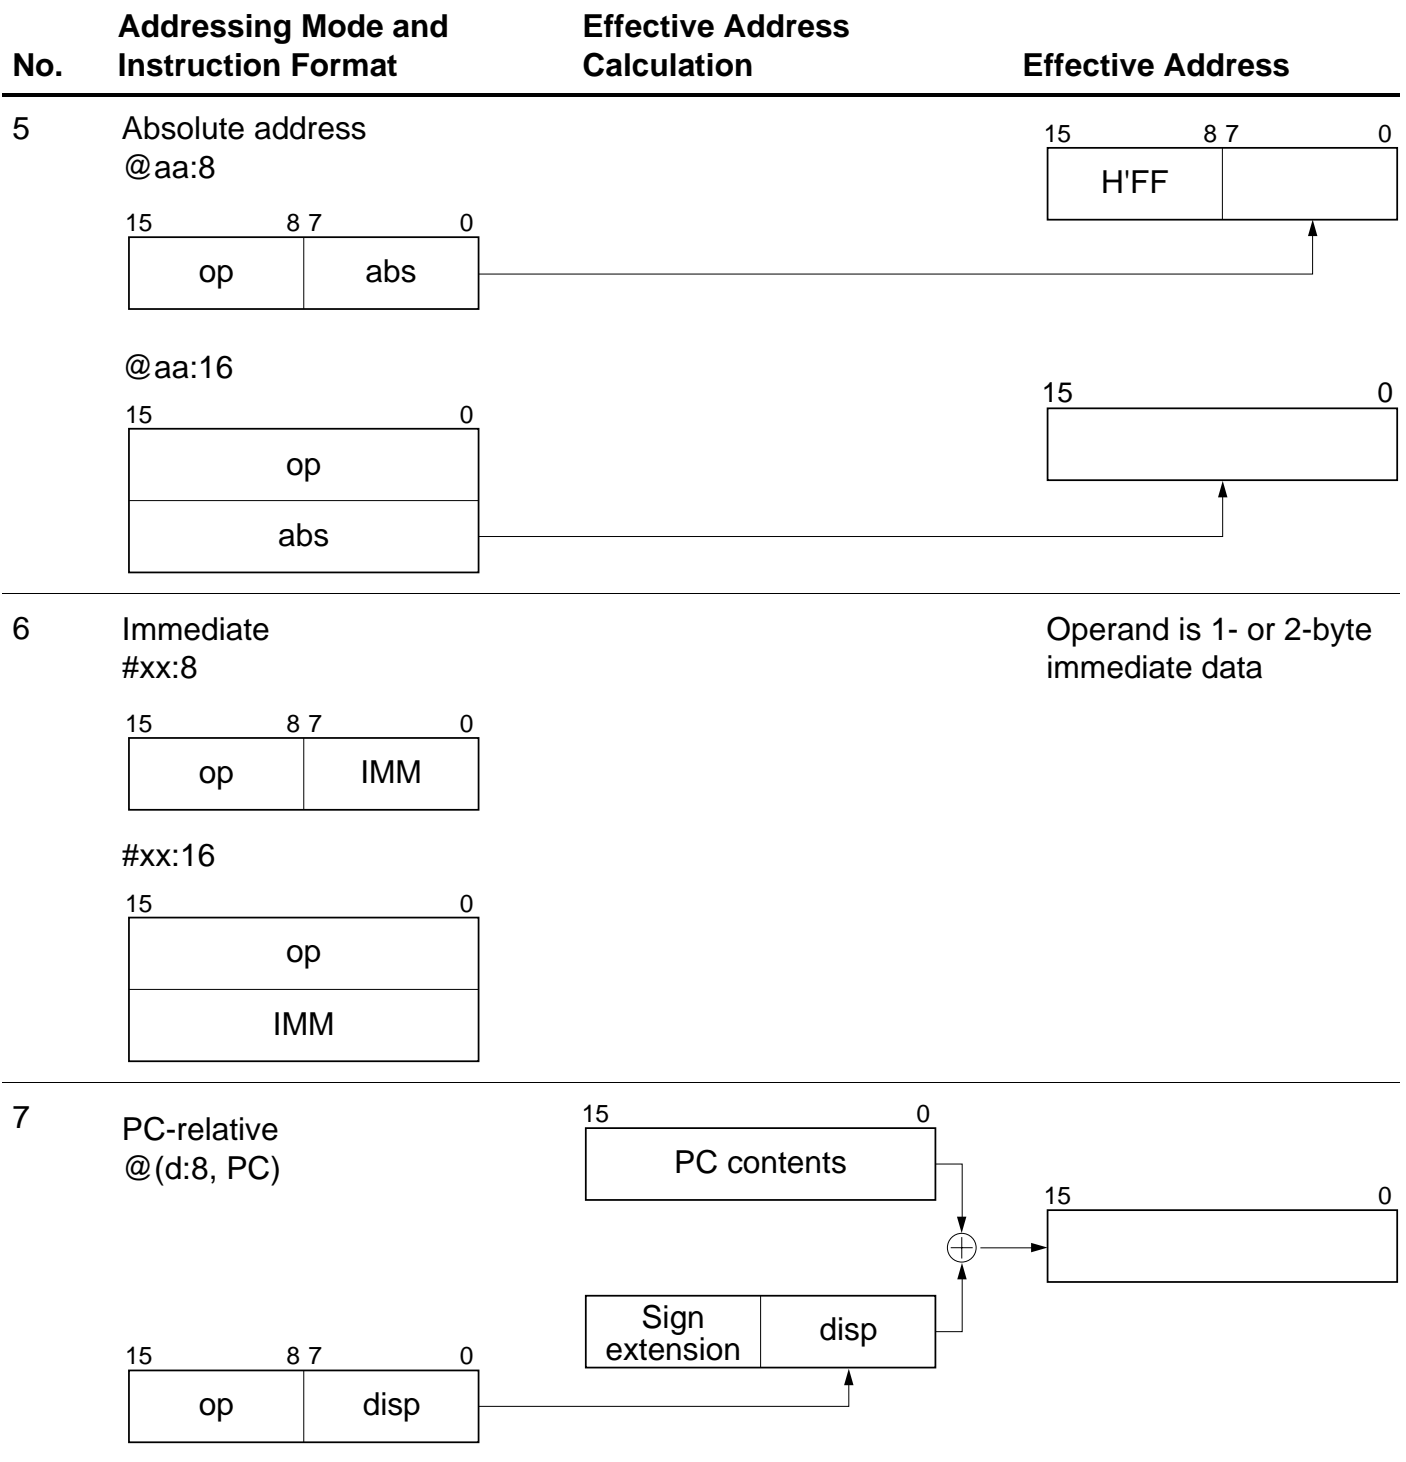 No.
Addressing Mode and
Instruction Format
Effective Address
Calculation
Effective Address
5
Absolute address
@aa:8
15 8 7 0
op abs
15 8 7 0
H'FF
@aa:16
15 0
op
abs
15 0
6
Immediate
#xx:8
Operand is 1- or 2-byte
immediate data
15 8 7 0
op IMM
#xx:16
15 0
op
IMM
7
PC-relative
@(d:8, PC)
15 0
PC contents
15 0
Sign
extension
disp
15 8 7 0
op disp